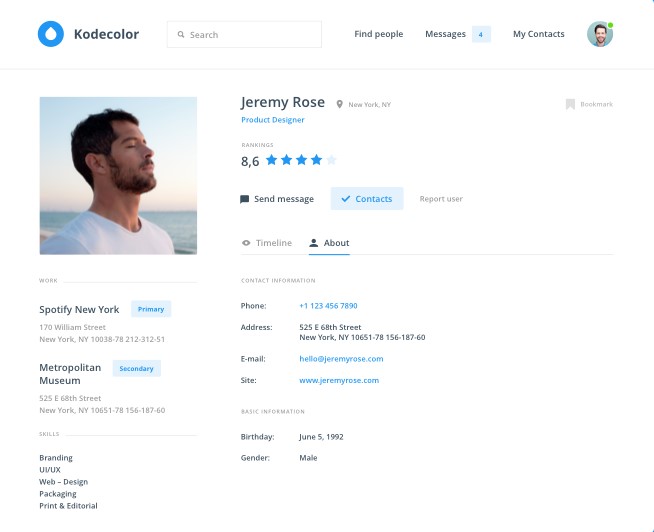 Kodecolor
Search
Find people
Messages 4
My Contacts
Jeremy Rose
New York, NY
Bookmark
Product Designer
RANKINGS
8,6
Send message
Contacts
Report user
Timeline
About
WORK
Spotify New York
Primary
170 William Street
New York, NY 10038-78 212-312-51
Metropolitan
Museum
Secondary
525 E 68th Street
New York, NY 10651-78 156-187-60
SKILLS
Branding
UI/UX
Web – Design
Packaging
Print & Editorial
CONTACT INFORMATION
Phone: +1 123 456 7890
Address: 525 E 68th Street
New York, NY 10651-78 156-187-60
E-mail: hello@jeremyrose.com
Site: www.jeremyrose.com
BASIC INFORMATION
Birthday: June 5, 1992
Gender: Male